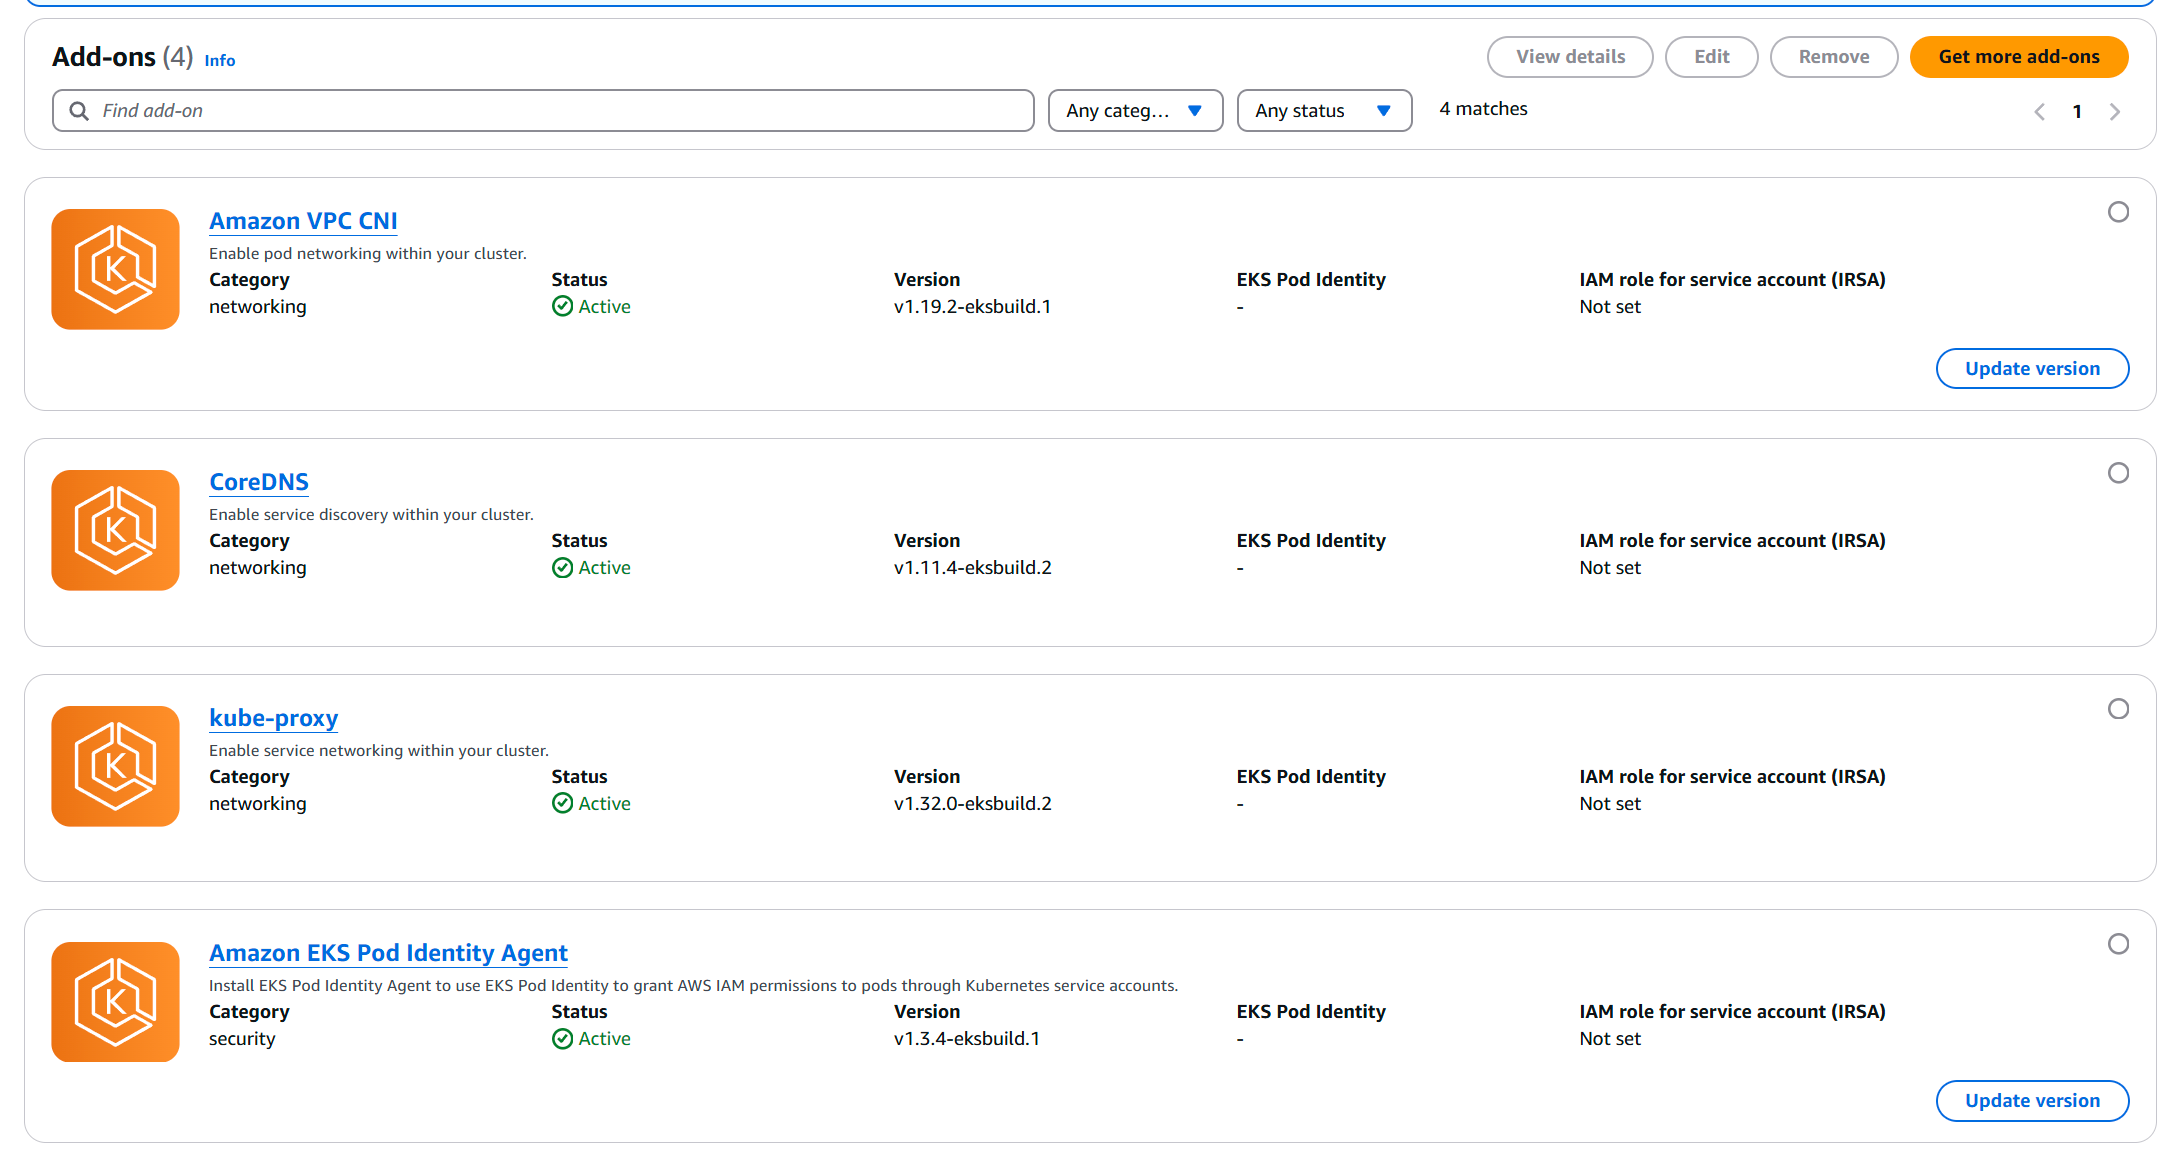 Add-ons (4) Info
View details Edit Remove Get more add-ons
Find add-on Any categ... Any status 4 matches 1
Amazon VPC CNI
Enable pod networking within your cluster.
Category Status Version EKS Pod Identity IAM role for service account (IRSA)
networking Active v1.19.2-eksbuild.1 - Not set
Update version
CoreDNS
Enable service discovery within your cluster.
Category Status Version EKS Pod Identity IAM role for service account (IRSA)
networking Active v1.11.4-eksbuild.2 - Not set
kube-proxy
Enable service networking within your cluster.
Category Status Version EKS Pod Identity IAM role for service account (IRSA)
networking Active v1.32.0-eksbuild.2 - Not set
Amazon EKS Pod Identity Agent
Install EKS Pod Identity Agent to use EKS Pod Identity to grant AWS IAM permissions to pods through Kubernetes service accounts.
Category Status Version EKS Pod Identity IAM role for service account (IRSA)
security Active v1.3.4-eksbuild.1 - Not set
Update version